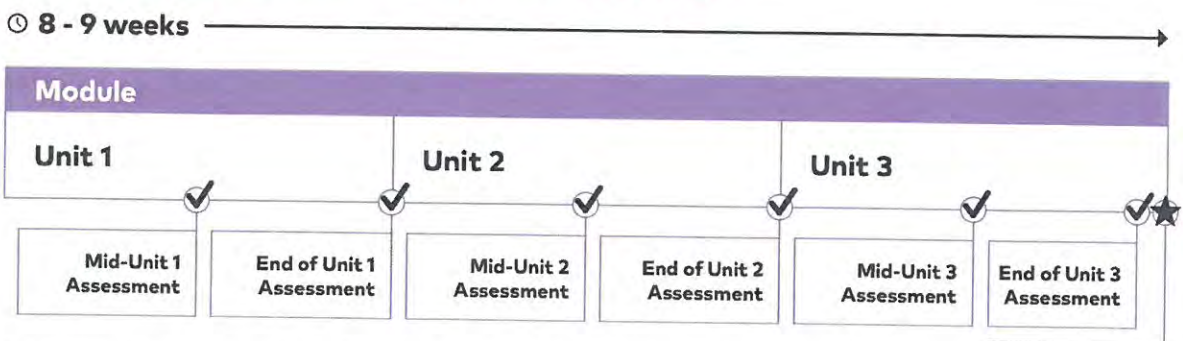 8 - 9 weeks
Module
Unit 1
Unit 2
Unit 3
Mid-Unit 1
Assessment
End of Unit 1
Assessment
Mid-Unit 2
Assessment
End of Unit 2
Assessment
Mid-Unit 3
Assessment
End of Unit 3
Assessment